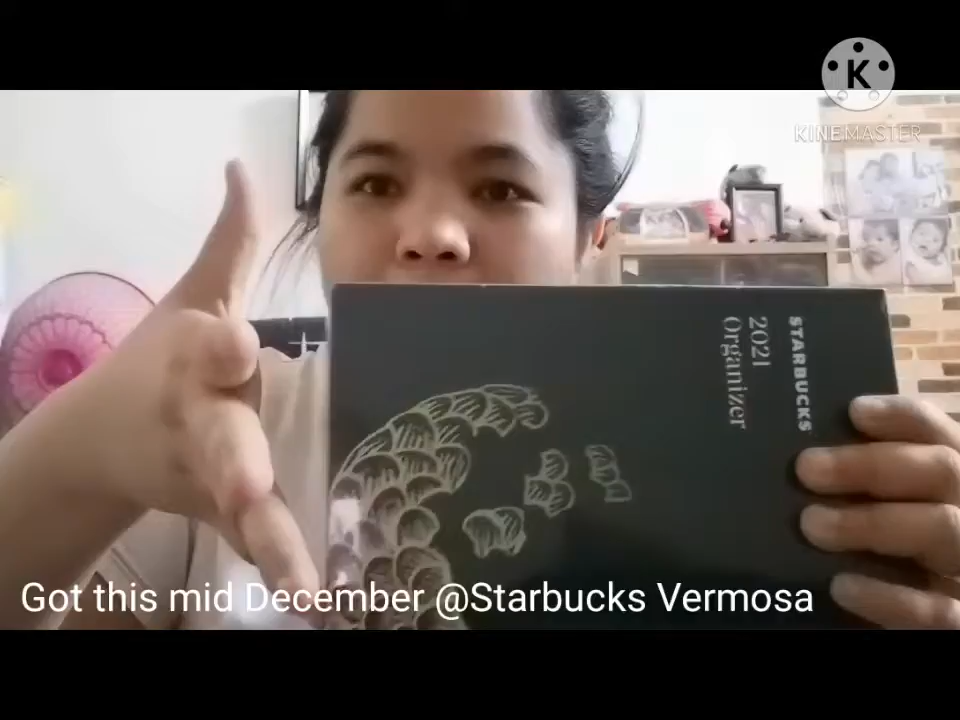 K
KINEMASTER
STARBUCKS
2021
Organizer
Got this mid December @Starbucks Vermosa